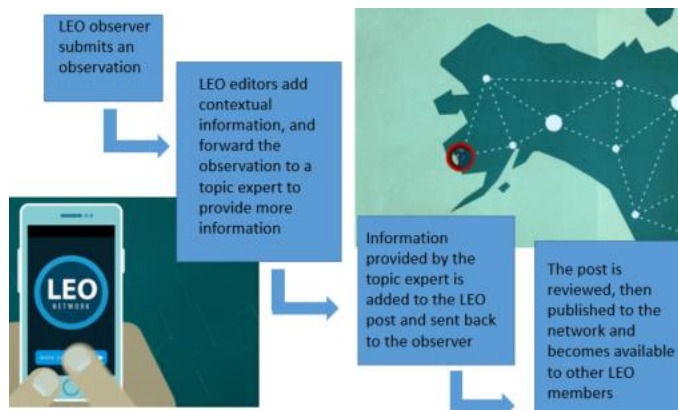 LEO observer
submits an
observation
LEO editors add
contextual
information, and
forward the
observation to a
topic expert to
provide more
information
Information
provided by the
topic expert is
added to the LEO
post and sent back
to the observer
The post is
reviewed, then
published to the
network and
becomes available
to other LEO
members
LEO
NETWORK